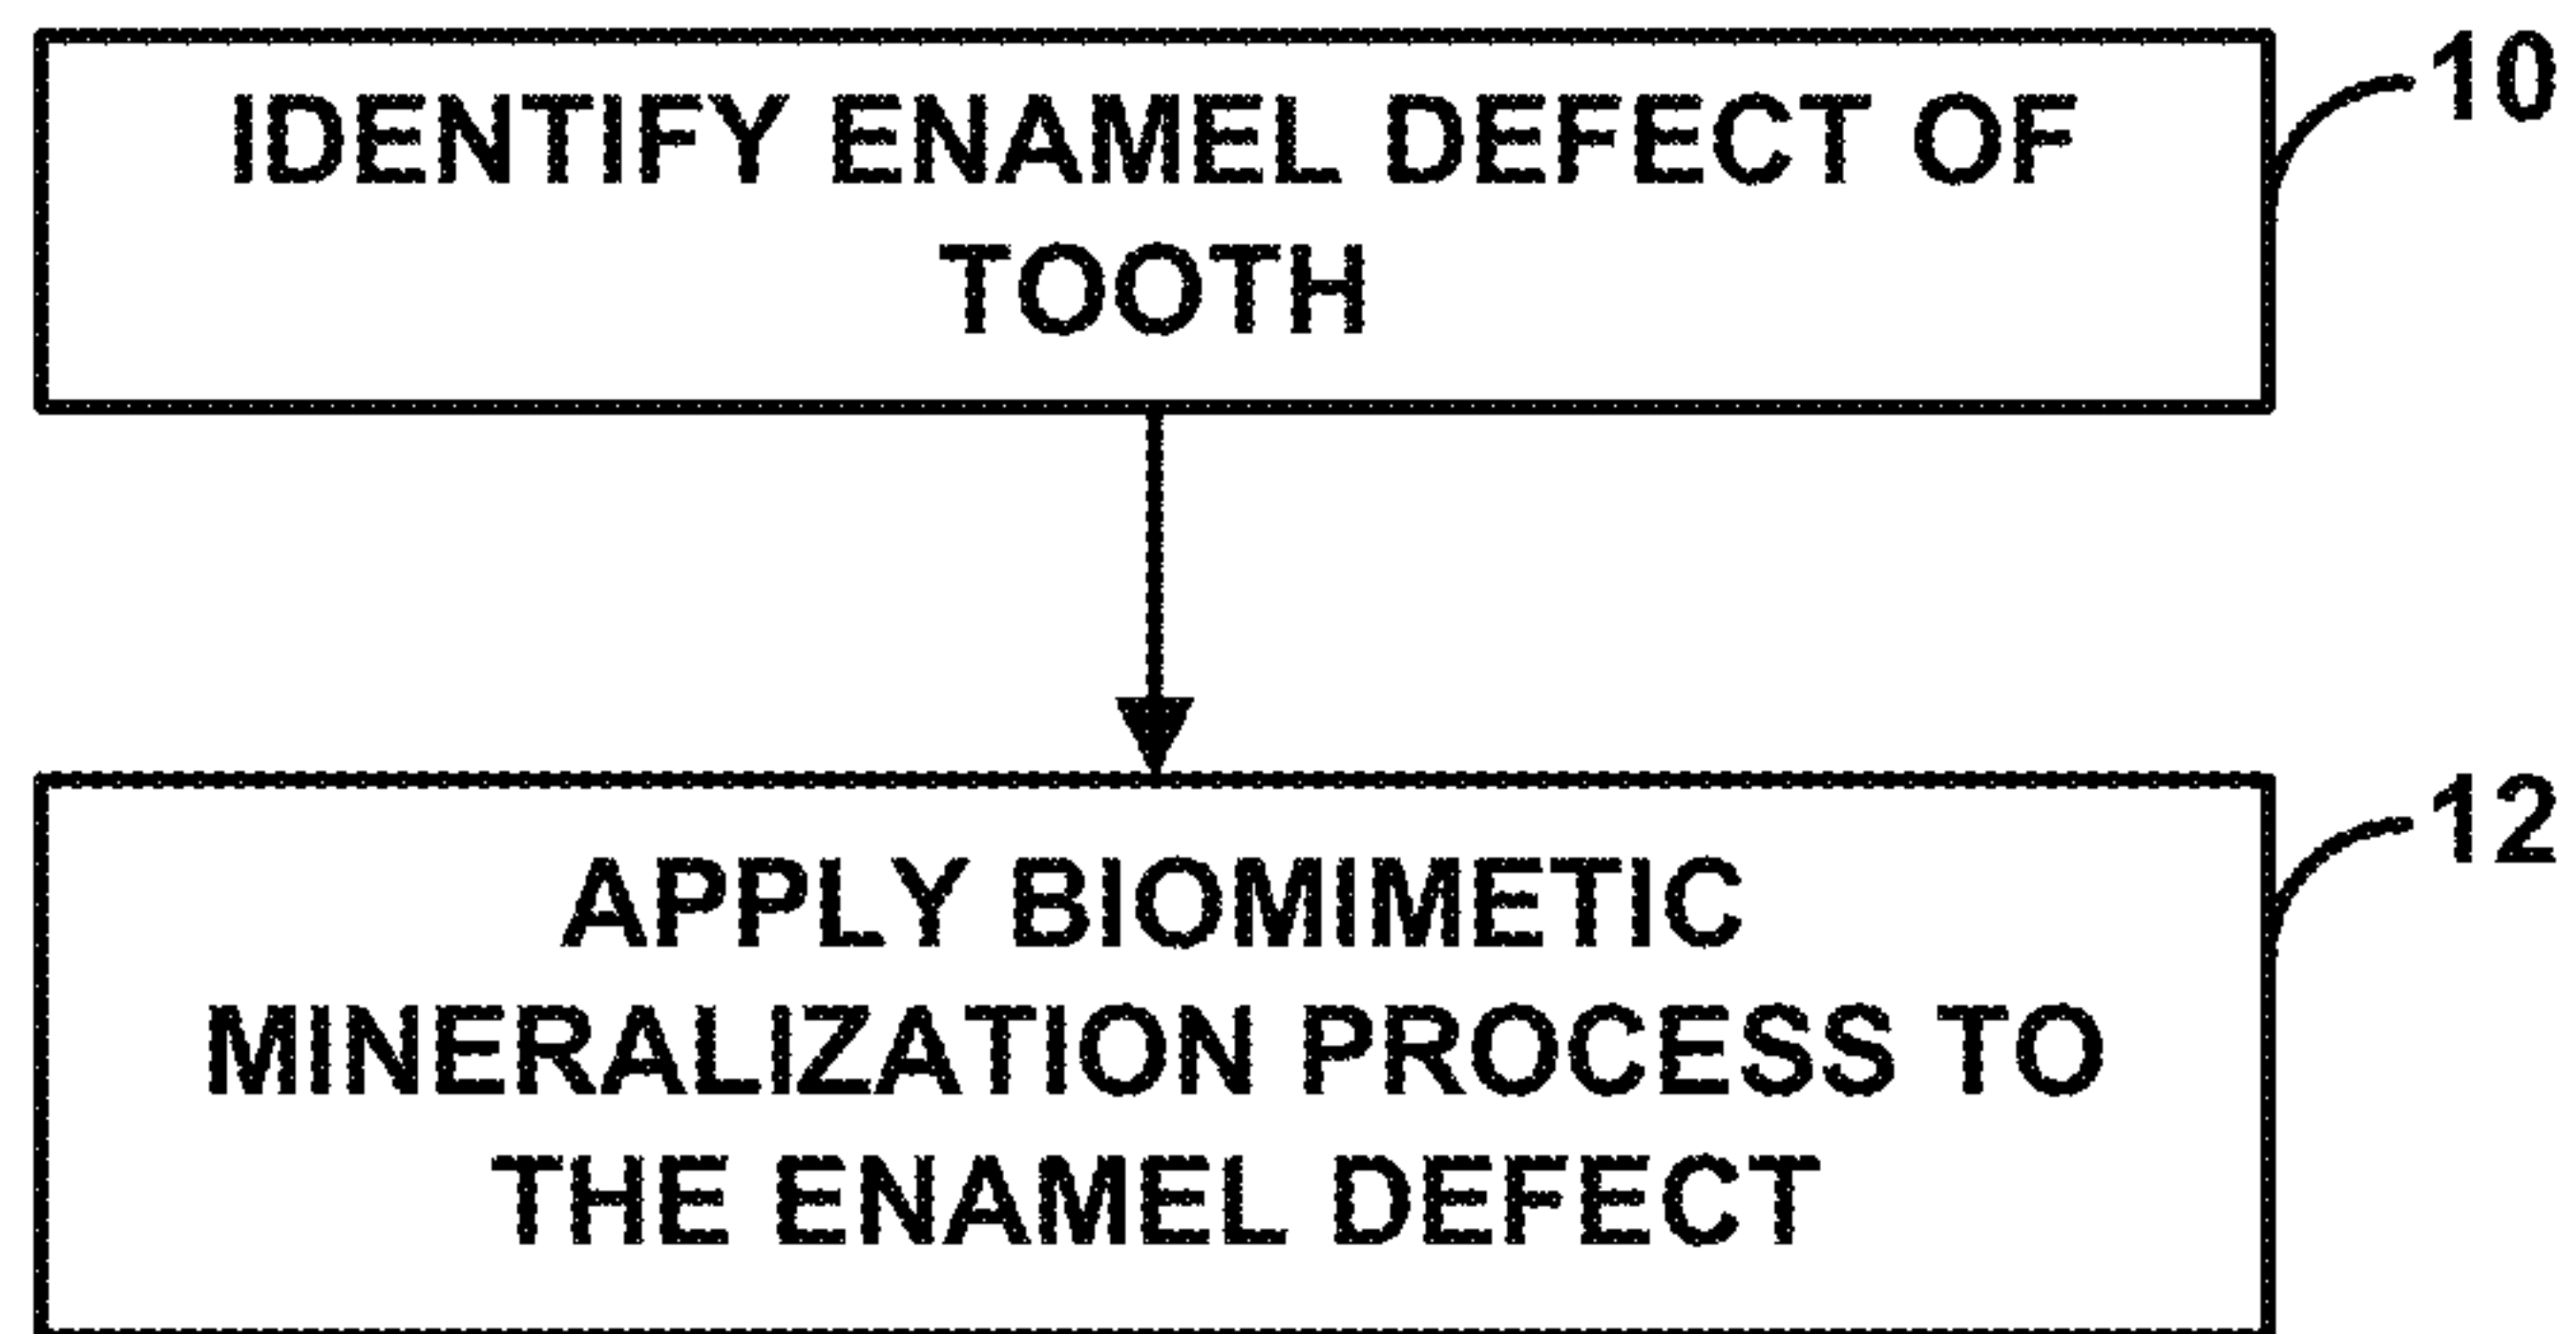 IDENTIFY ENAMEL DEFECT OF
TOOTH
10
APPLY BIOMIMETIC
MINERALIZATION PROCESS TO
THE ENAMEL DEFECT
12